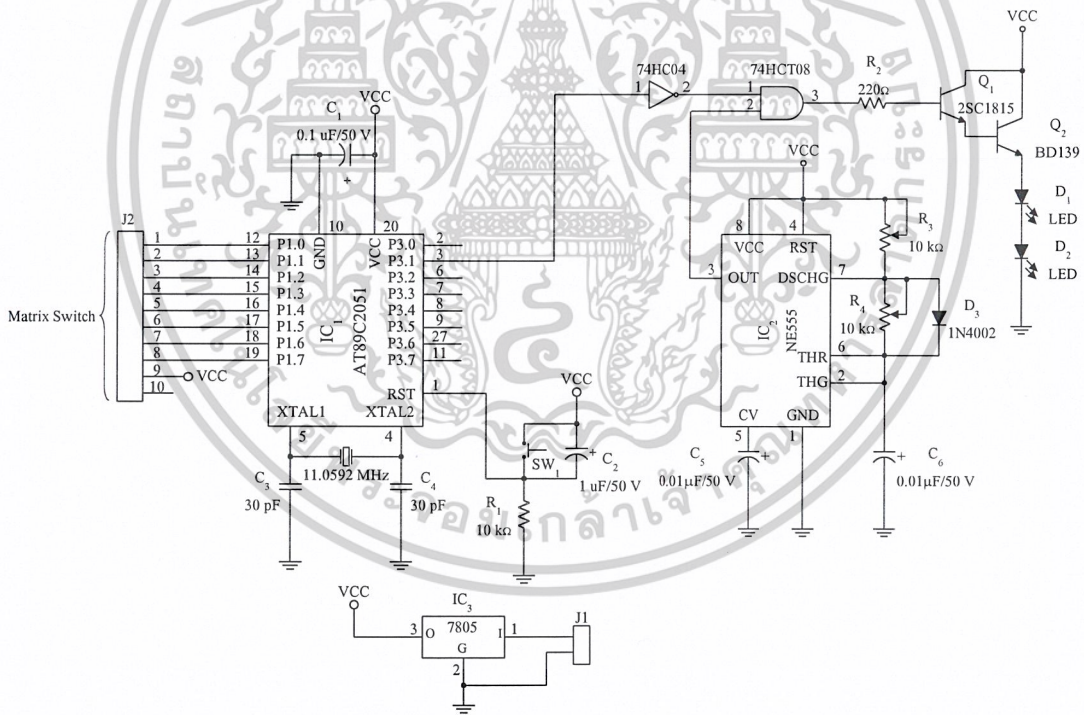 VCC
74HC04
1
2
74HCT08
1
2
3
R2
220Ω
Q1
2SC1815
Q2
BD139
D1
LED
D2
LED
C1
0.1 uF/50 V
+
VCC
J2
Matrix Switch
1
2
3
4
5
6
7
8
9
10
VCC
12
13
14
15
16
17
18
19
10
20
GND
VCC
P1.0
P1.1
P1.2
P1.3
P1.4
P1.5
P1.6
P1.7
IC1
AT89C2051
P3.0
P3.1
P3.2
P3.3
P3.4
P3.5
P3.6
P3.7
RST
2
3
6
7
8
9
27
11
1
XTAL1
XTAL2
5
4
11.0592 MHz
C3
30 pF
C4
30 pF
VCC
SW1
+
C2
1 uF/50 V
R1
10 kΩ
VCC
8
4
VCC
RST
3
OUT
DSCHG
7
IC2
NE555
THR
6
THG
2
CV
GND
5
1
R3
10 kΩ
R4
10 kΩ
D3
1N4002
C5
+
0.01μF/50 V
C6
+
0.01μF/50 V
VCC
IC3
7805
3
O
I
1
G
2
J1